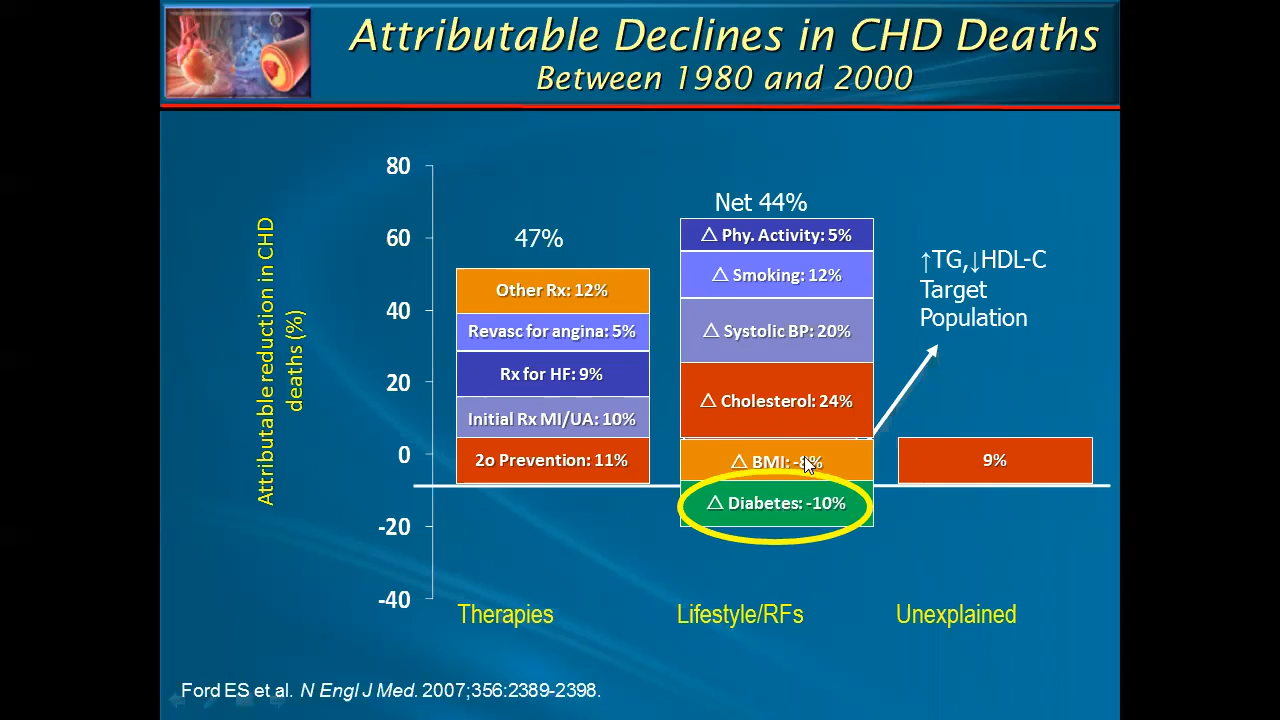 Attributable Declines in CHD Deaths
Between 1980 and 2000
Attributable reduction in CHD
deaths (%)
80
60
40
20
0
-20
-40
47%
Other Rx: 12%
Revasc for angina: 5%
Rx for HF: 9%
Initial Rx MI/UA: 10%
2o Prevention: 11%
Net 44%
△ Phy. Activity: 5%
△ Smoking: 12%
△ Systolic BP: 20%
△ Cholesterol: 24%
△ BMI: -8%
△ Diabetes: -10%
↑TG,↓HDL-C
Target
Population
9%
Therapies
Lifestyle/RFs
Unexplained
Ford ES et al. N Engl J Med. 2007;356:2389-2398.